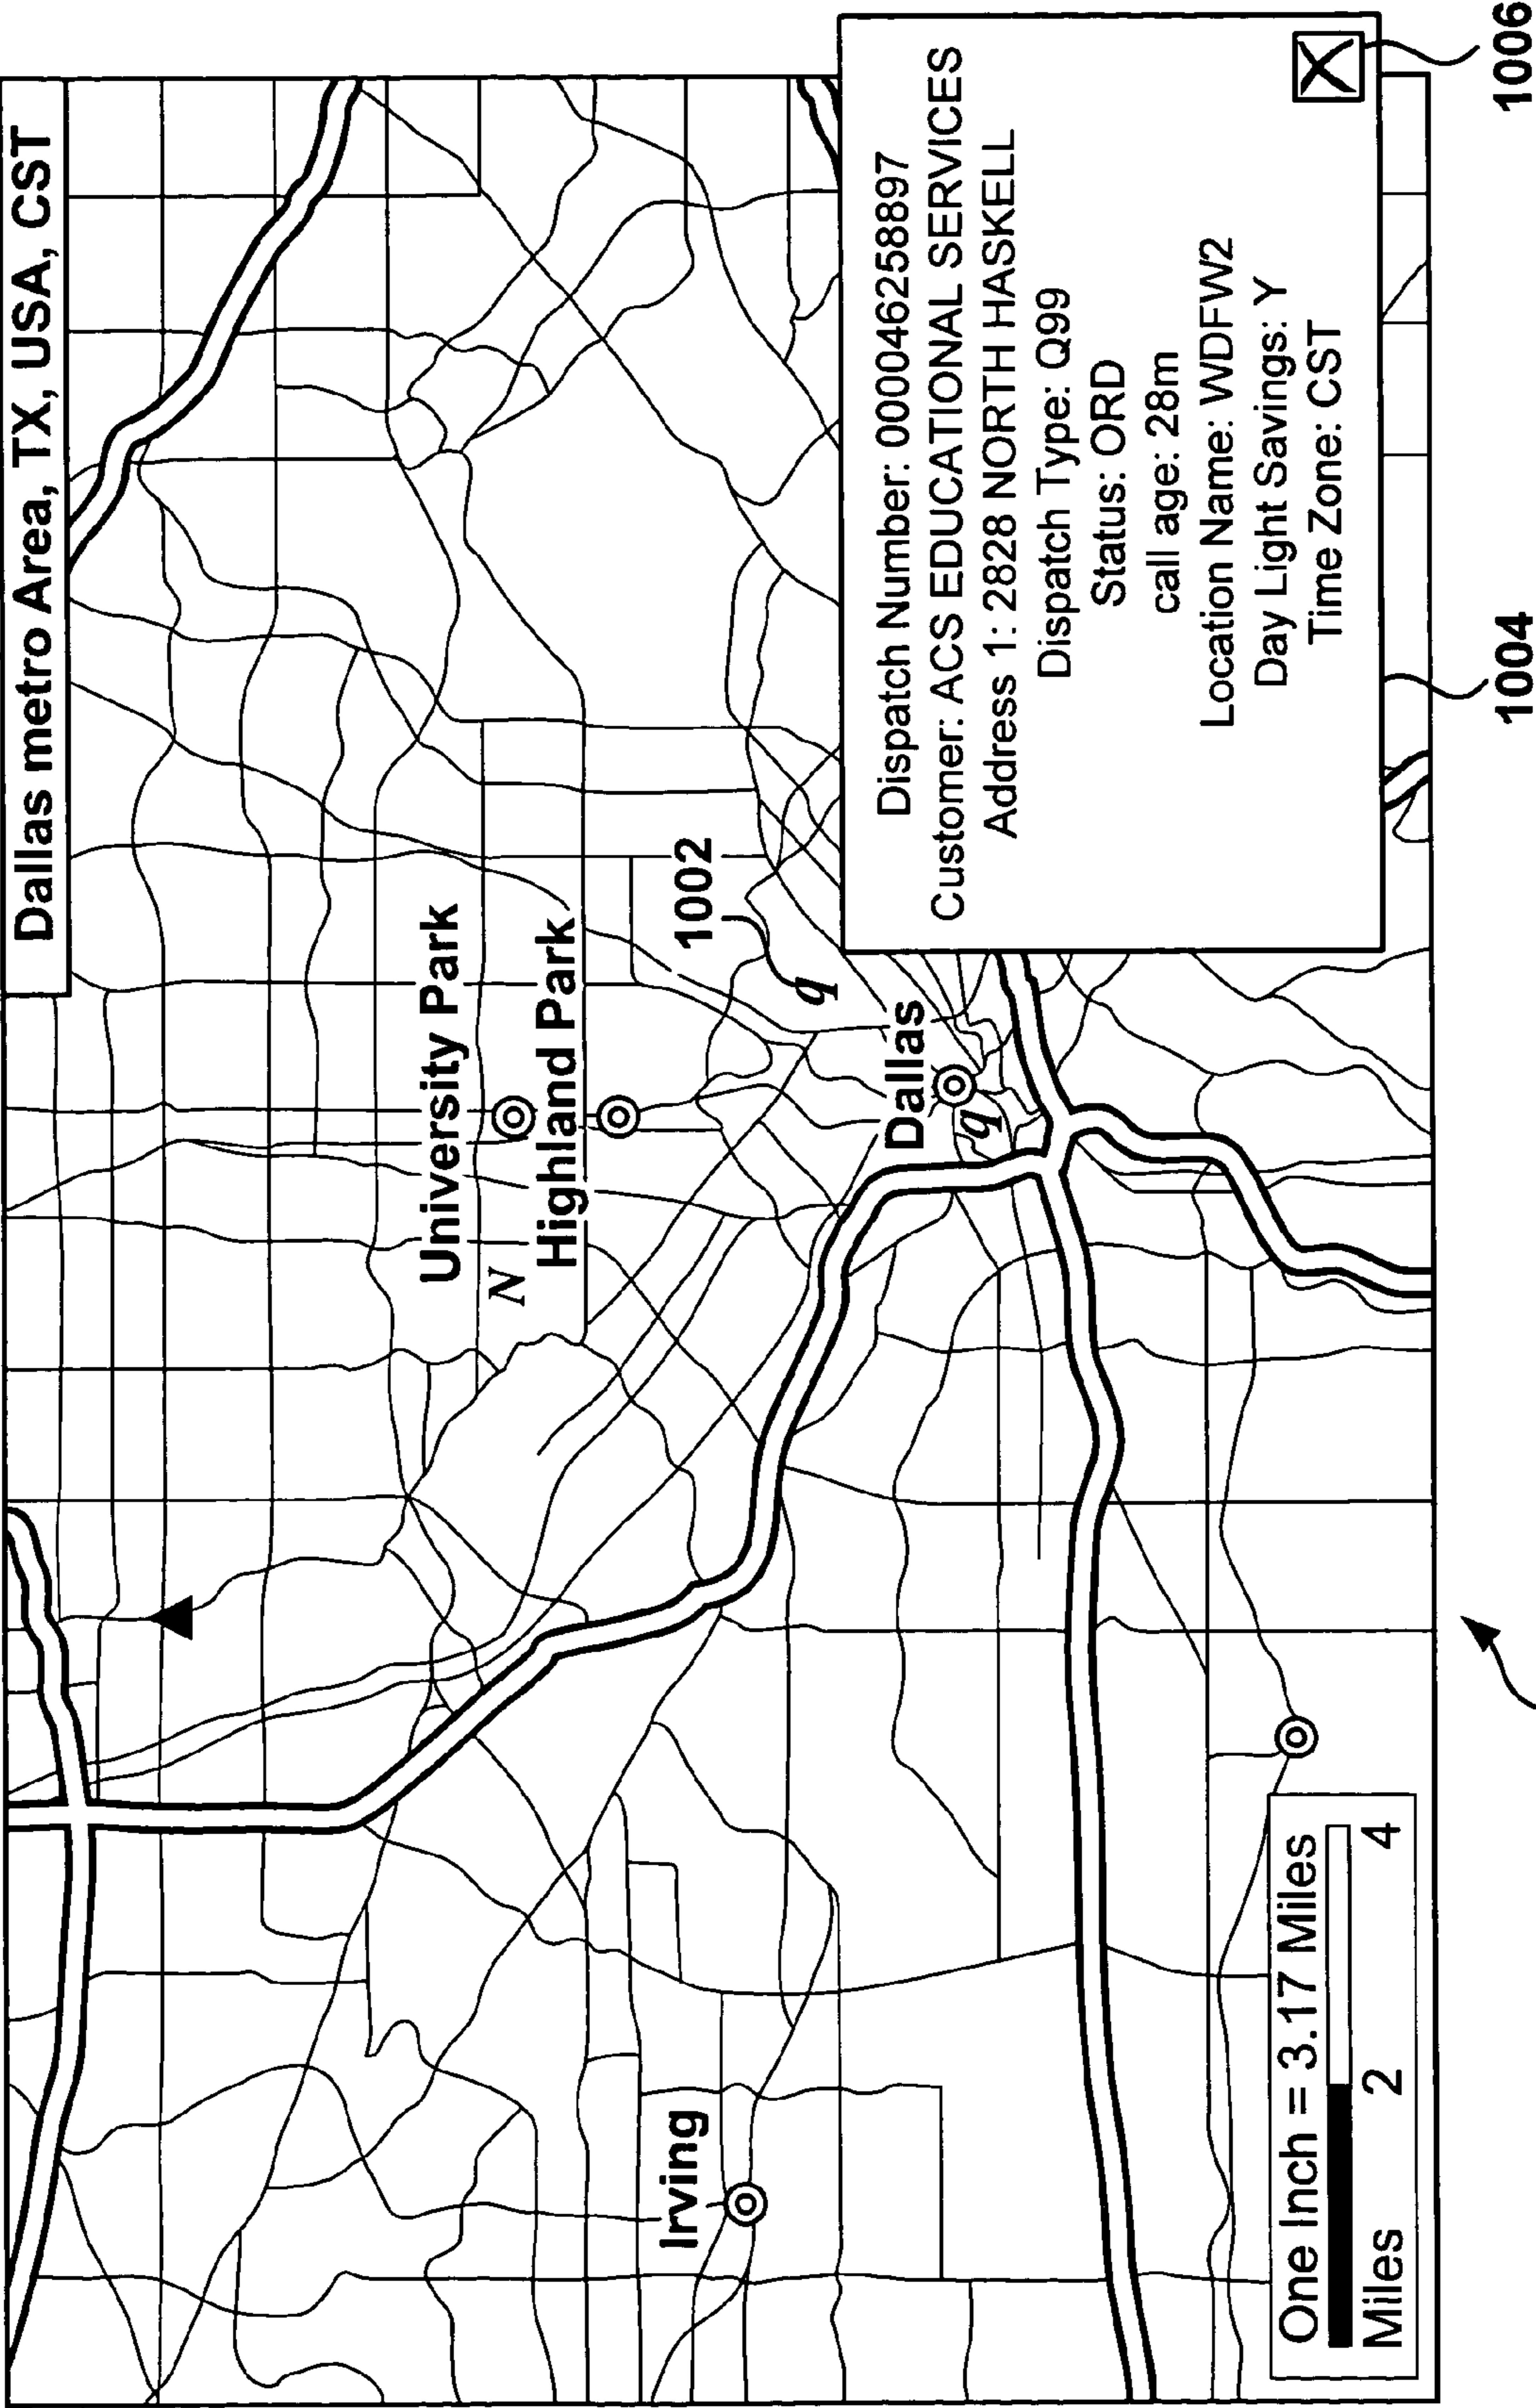 Dallas metro Area, TX, USA, CST
University Park
N
Highland Park
1002
q
Dallas
q
Irving
Dispatch Number: 000046258897
Customer: ACS EDUCATIONAL SERVICES
Address 1: 2828 NORTH HASKELL
Dispatch Type: Q99
Status: ORD
call age: 28m
Location Name: WDFW2
Day Light Savings: Y
Time Zone: CST
X
One Inch = 3.17 Miles
Miles 2 4
1004
1006